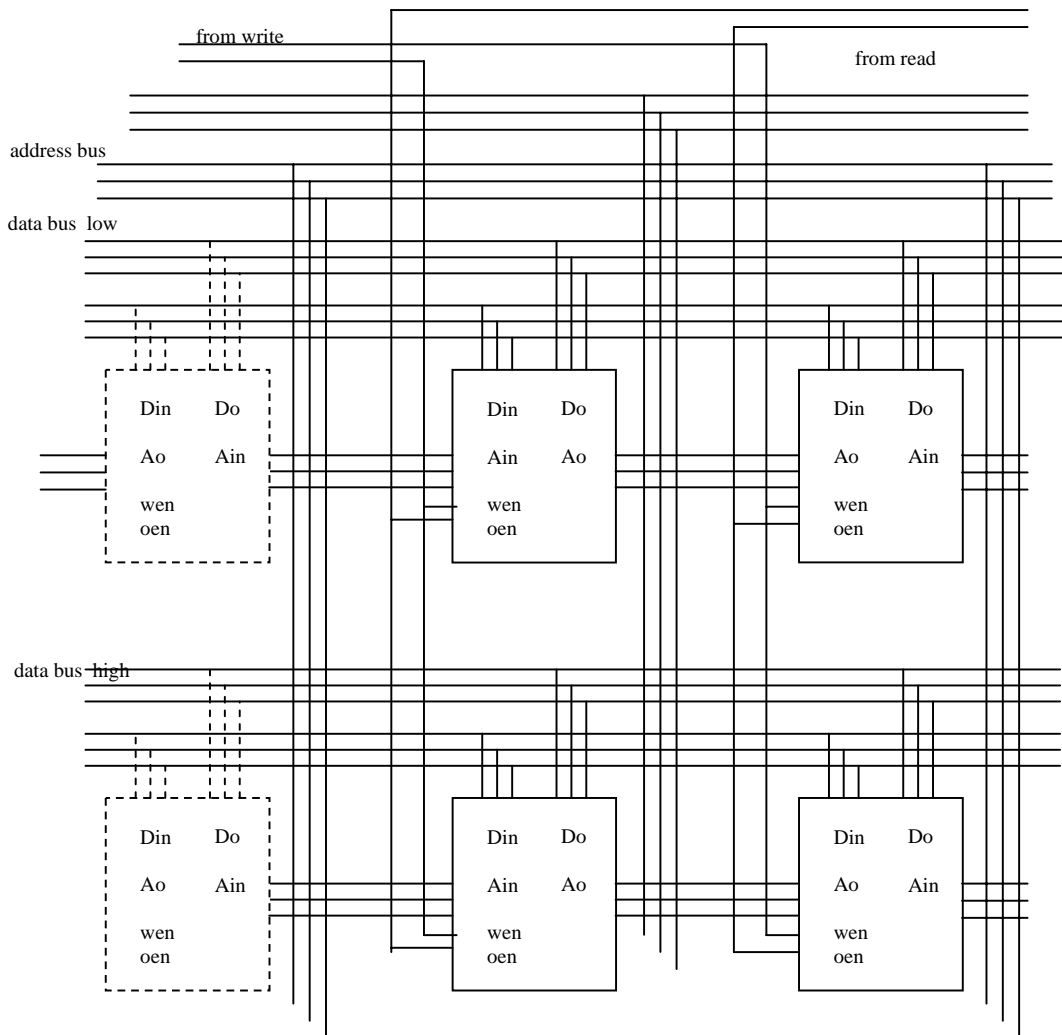 from write
from read
address bus
data bus low
Din Do
Ao Ain
wen
oen
Din Do
Ain Ao
wen
oen
Din Do
Ao Ain
wen
oen
data bus high
Din Do
Ao Ain
wen
oen
Din Do
Ain Ao
wen
oen
Din Do
Ao Ain
wen
oen